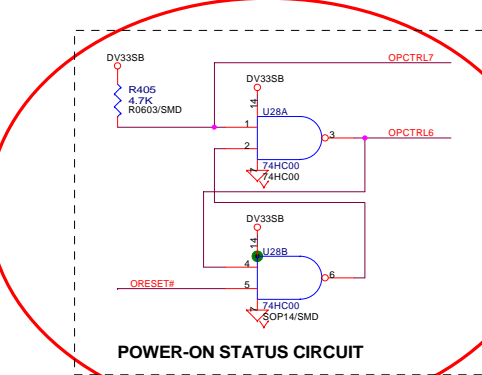 DV33SB
OPCTRL7
R405
4.7K
R0603/SMD
DV33SB
14
U28A
1
3
OPCTRL6
2
7
74HC00
74HC00
DV33SB
14
U28B
4
6
ORESET#
5
7
74HC00
SOP14/SMD
POWER-ON STATUS CIRCUIT